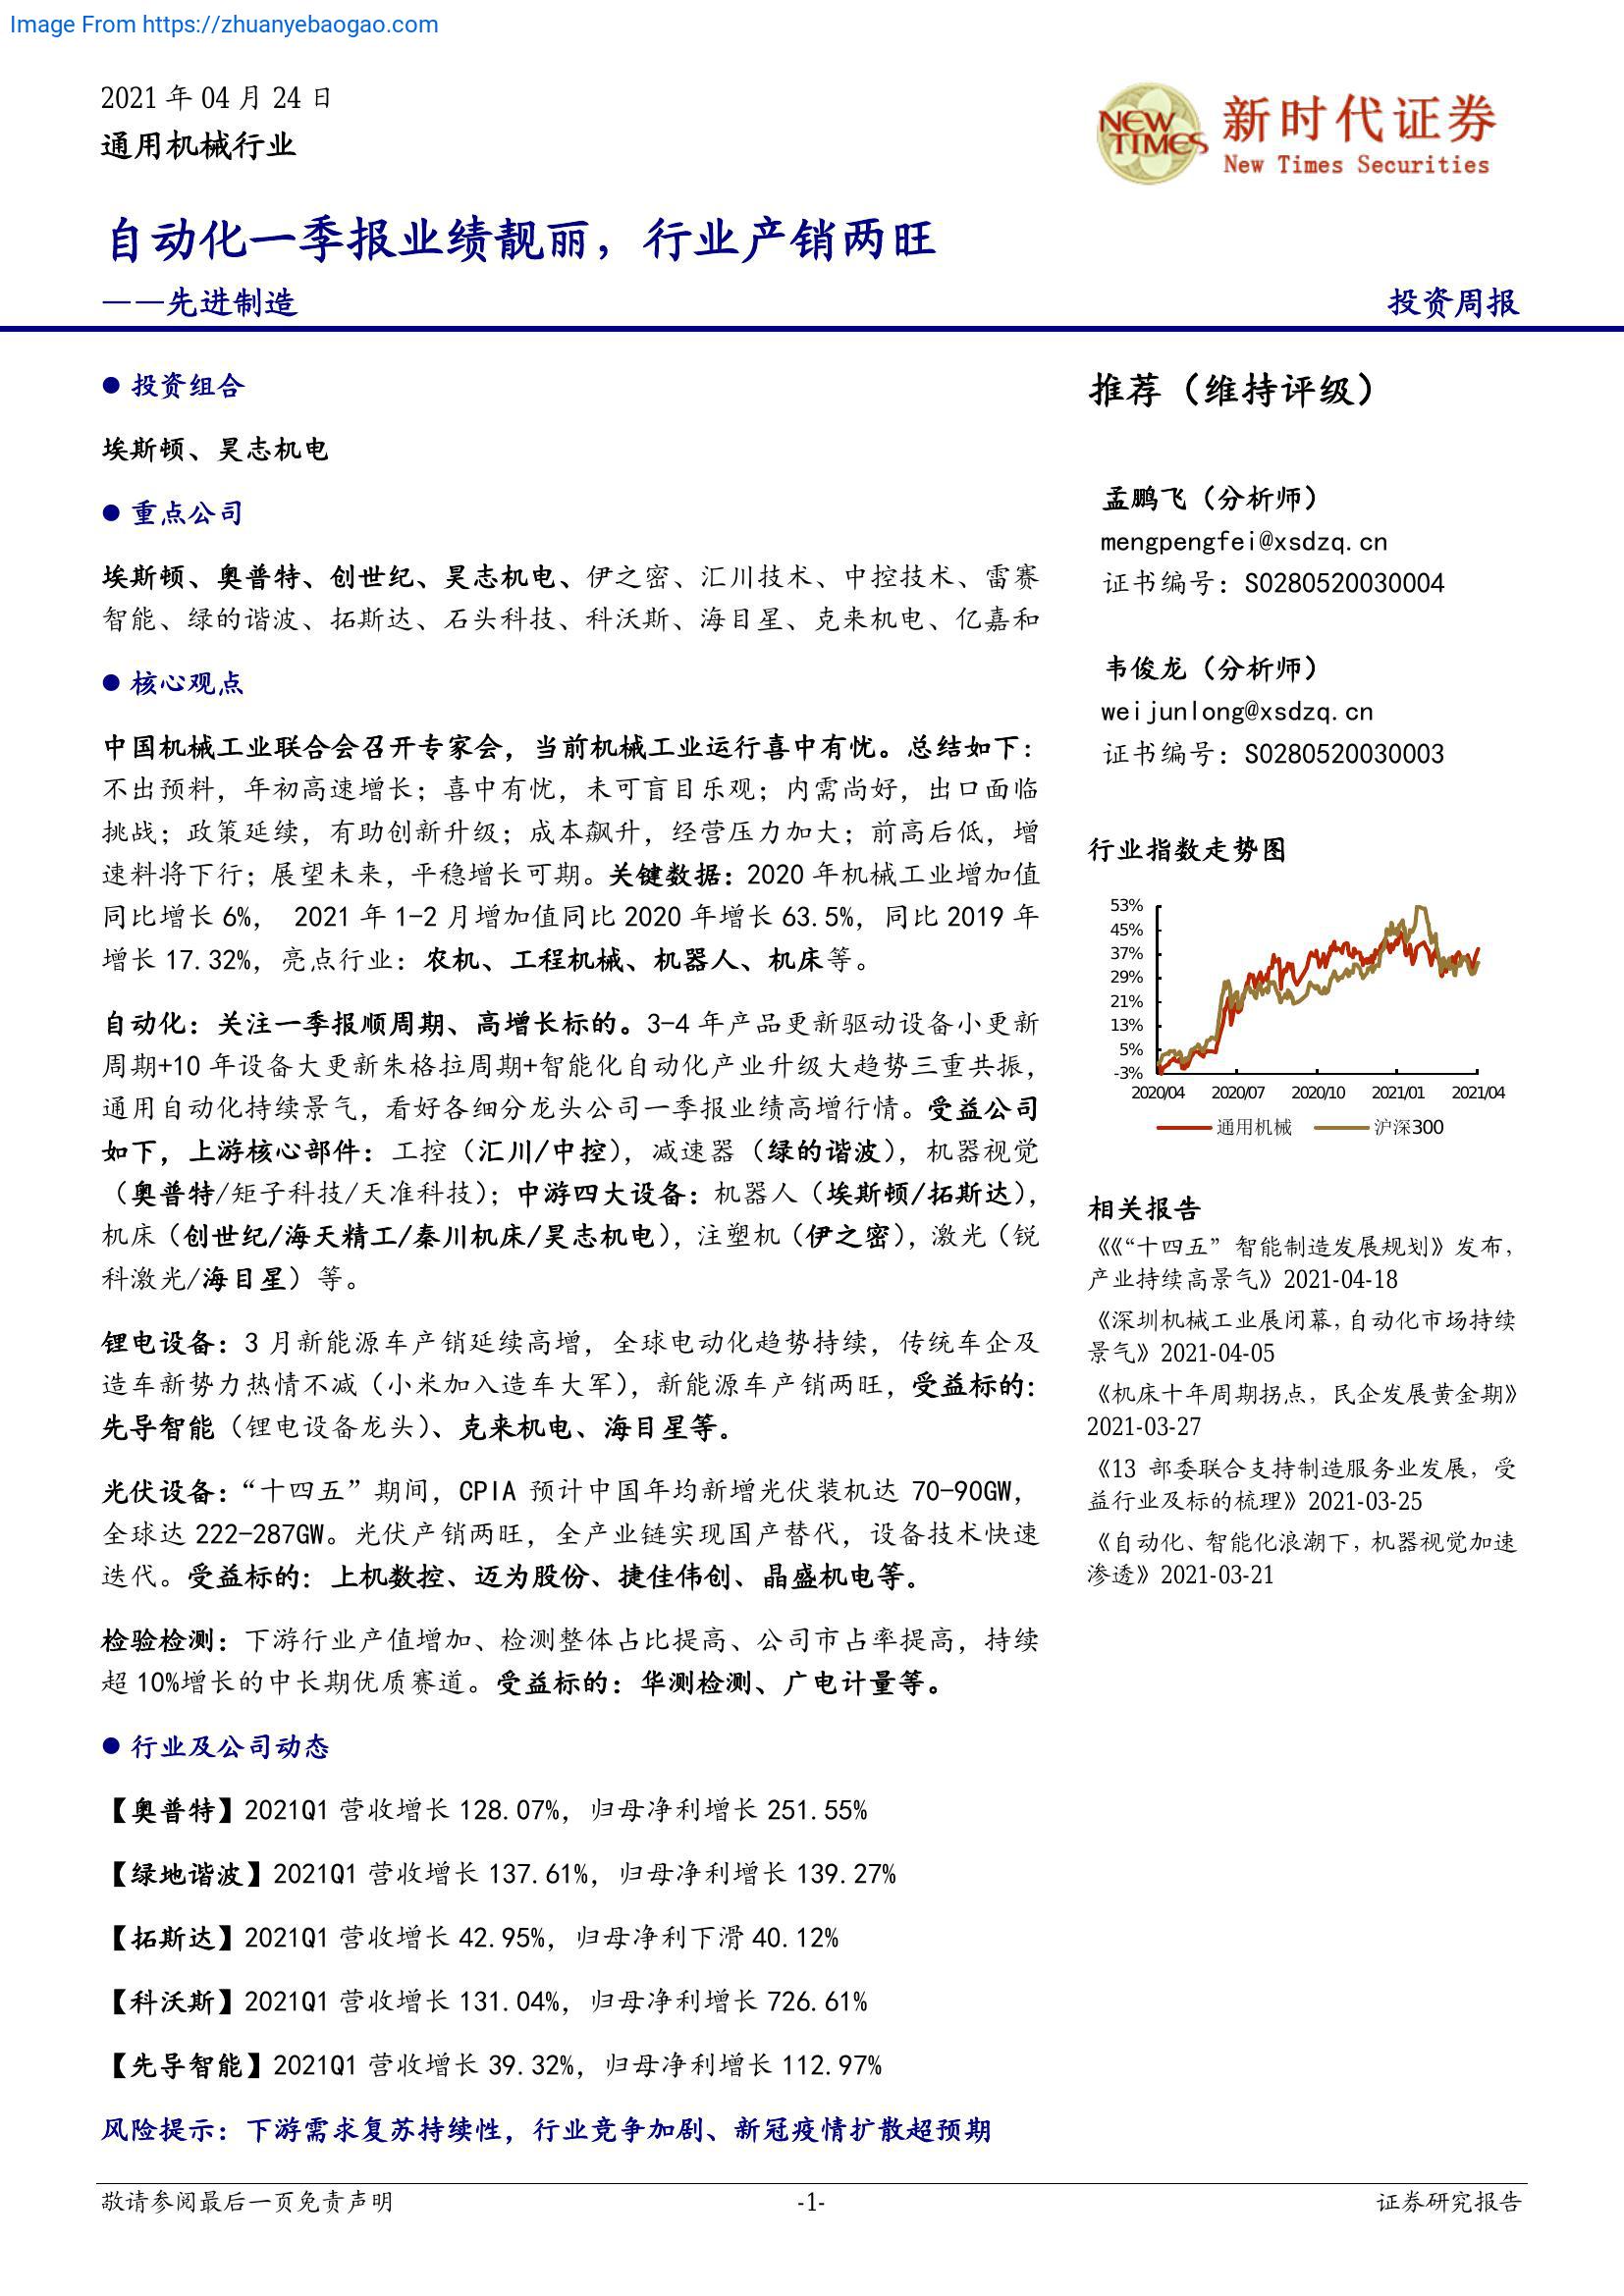 Image From https://zhuanyebaogao.com
2021 年 04 月 24 日
通用机械行业
NEW TIMES
新时代证券
New Times Securities
自动化一季报业绩靓丽，行业产销两旺
——先进制造
投资周报
● 投资组合
埃斯顿、昊志机电
● 重点公司
埃斯顿、奥普特、创世纪、昊志机电、伊之密、汇川技术、中控技术、雷赛
智能、绿的谐波、拓斯达、石头科技、科沃斯、海目星、克来机电、亿嘉和
● 核心观点
中国机械工业联合会召开专家会，当前机械工业运行喜中有忧。总结如下：
不出预料，年初高速增长；喜中有忧，未可盲目乐观；内需尚好，出口面临
挑战；政策延续，有助创新升级；成本飙升，经营压力加大；前高后低，增
速料将下行；展望未来，平稳增长可期。关键数据：2020 年机械工业增加值
同比增长 6%， 2021 年 1-2 月增加值同比 2020 年增长 63.5%，同比 2019 年
增长 17.32%，亮点行业：农机、工程机械、机器人、机床等。
自动化：关注一季报顺周期、高增长标的。3-4 年产品更新驱动设备小更新
周期+10 年设备大更新朱格拉周期+智能化自动化产业升级大趋势三重共振，
通用自动化持续景气，看好各细分龙头公司一季报业绩高增行情。受益公司
如下，上游核心部件：工控（汇川/中控），减速器（绿的谐波），机器视觉
（奥普特/矩子科技/天准科技）；中游四大设备：机器人（埃斯顿/拓斯达），
机床（创世纪/海天精工/秦川机床/昊志机电），注塑机（伊之密），激光（锐
科激光/海目星）等。
锂电设备：3 月新能源车产销延续高增，全球电动化趋势持续，传统车企及
造车新势力热情不减（小米加入造车大军），新能源车产销两旺，受益标的：
先导智能（锂电设备龙头）、克来机电、海目星等。
光伏设备：“十四五”期间，CPIA 预计中国年均新增光伏装机达 70-90GW，
全球达 222-287GW。光伏产销两旺，全产业链实现国产替代，设备技术快速
迭代。受益标的：上机数控、迈为股份、捷佳伟创、晶盛机电等。
检验检测：下游行业产值增加、检测整体占比提高、公司市占率提高，持续
超 10%增长的中长期优质赛道。受益标的：华测检测、广电计量等。
● 行业及公司动态
【奥普特】2021Q1 营收增长 128.07%，归母净利增长 251.55%
【绿地谐波】2021Q1 营收增长 137.61%，归母净利增长 139.27%
【拓斯达】2021Q1 营收增长 42.95%，归母净利下滑 40.12%
【科沃斯】2021Q1 营收增长 131.04%，归母净利增长 726.61%
【先导智能】2021Q1 营收增长 39.32%，归母净利增长 112.97%
风险提示：下游需求复苏持续性，行业竞争加剧、新冠疫情扩散超预期
推荐（维持评级）
孟鹏飞（分析师）
mengpengfei@xsdzq.cn
证书编号：S0280520030004
韦俊龙（分析师）
weijunlong@xsdzq.cn
证书编号：S0280520030003
行业指数走势图
53%
45%
37%
29%
21%
13%
5%
-3%
2020/04 2020/07 2020/10 2021/01 2021/04
通用机械 沪深300
相关报告
《《“十四五”智能制造发展规划》发布，
产业持续高景气》2021-04-18
《深圳机械工业展闭幕，自动化市场持续
景气》2021-04-05
《机床十年周期拐点，民企发展黄金期》
2021-03-27
《13 部委联合支持制造服务业发展，受
益行业及标的梳理》2021-03-25
《自动化、智能化浪潮下，机器视觉加速
渗透》2021-03-21
敬请参阅最后一页免责声明
-1-
证券研究报告